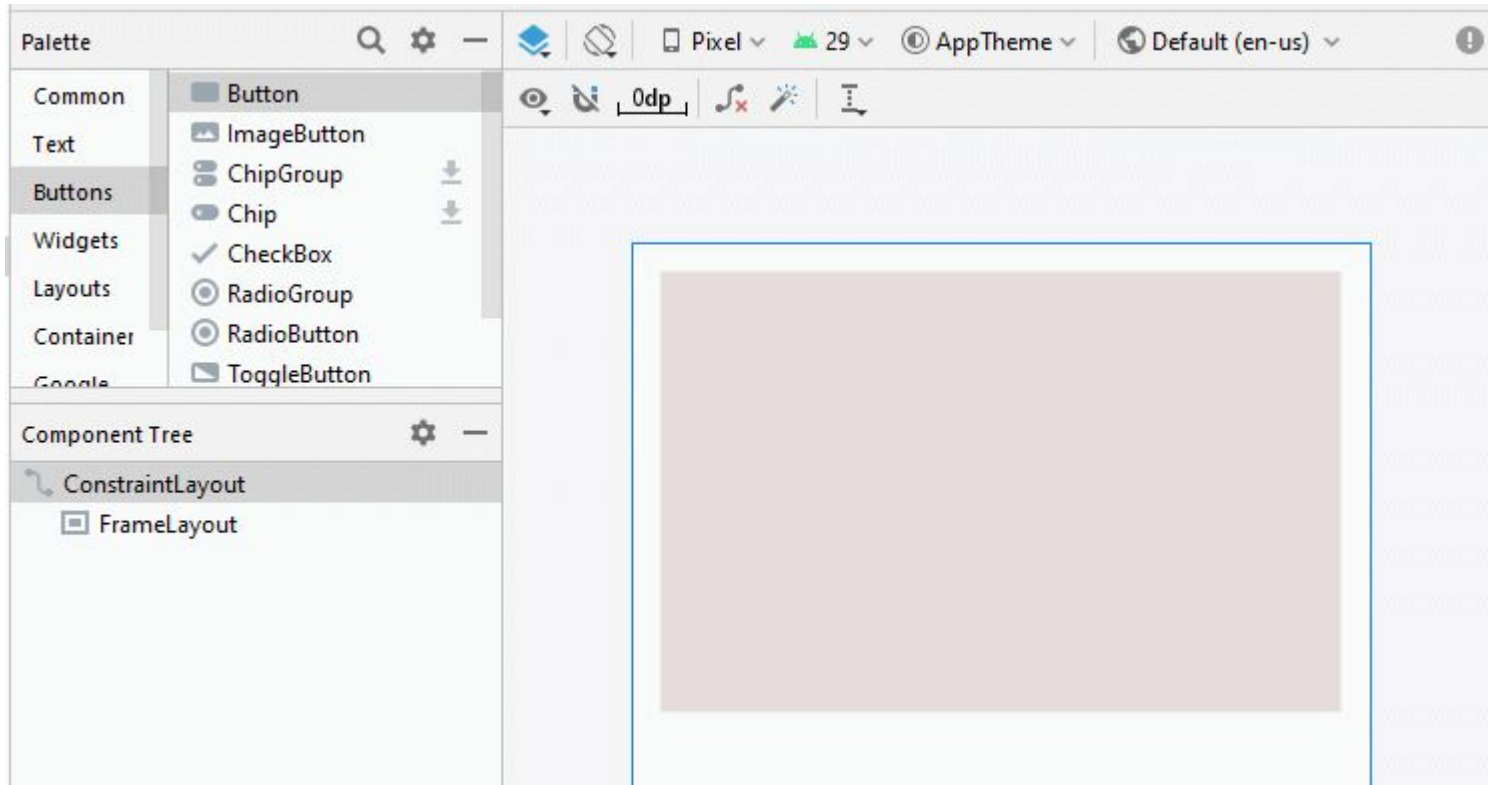 Palette
Pixel 29 AppTheme Default (en-us)
0dp
Common
Text
Buttons
Widgets
Layouts
Container
Google
Button
ImageButton
ChipGroup
Chip
CheckBox
RadioGroup
RadioButton
ToggleButton
Component Tree
ConstraintLayout
FrameLayout